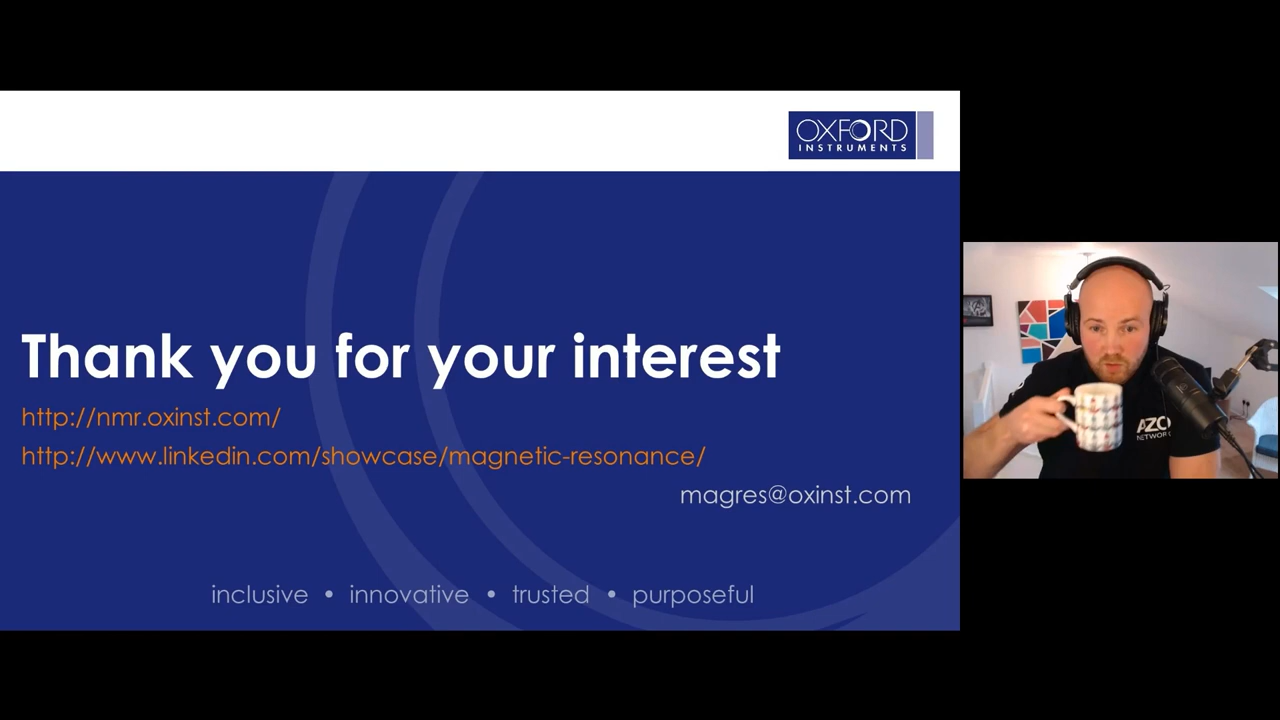 OXFORD
INSTRUMENTS
Thank you for your interest
http://nmr.oxinst.com/
http://www.linkedin.com/showcase/magnetic-resonance/
magres@oxinst.com
inclusive • innovative • trusted • purposeful
AZO
NETWORK